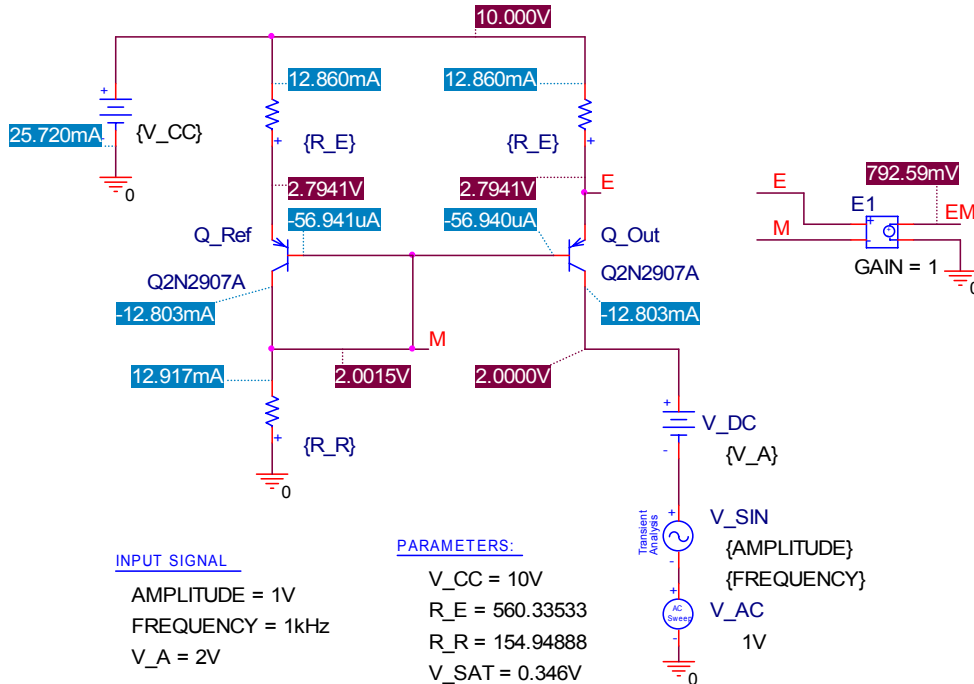 10.000V
12.860mA
12.860mA
+
25.720mA
{V_CC}
0
+
{R_E}
+
{R_E}
2.7941V
2.7941V
E
-56.941uA
-56.940uA
Q_Ref
Q_Out
Q2N2907A
Q2N2907A
-12.803mA
-12.803mA
M
12.917mA
2.0015V
2.0000V
+
{R_R}
0
792.59mV
E
E1
EM
M
+
-
GAIN = 1
0
+
V_DC
-
{V_A}
Transient
Analysis
+
V_SIN
-
{AMPLITUDE}
{FREQUENCY}
+
AC
Sweep
V_AC
-
1V
0
INPUT SIGNAL
AMPLITUDE = 1V
FREQUENCY = 1kHz
V_A = 2V
PARAMETERS:
V_CC = 10V
R_E = 560.33533
R_R = 154.94888
V_SAT = 0.346V